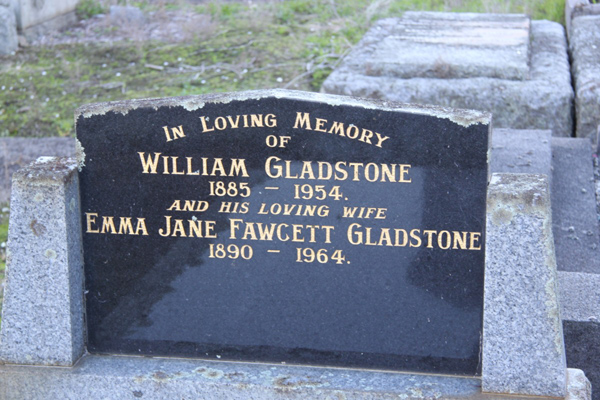 In Loving Memory
OF
William Gladstone
1885 – 1954.
AND HIS LOVING WIFE
Emma Jane Fawcett Gladstone
1890 – 1964.